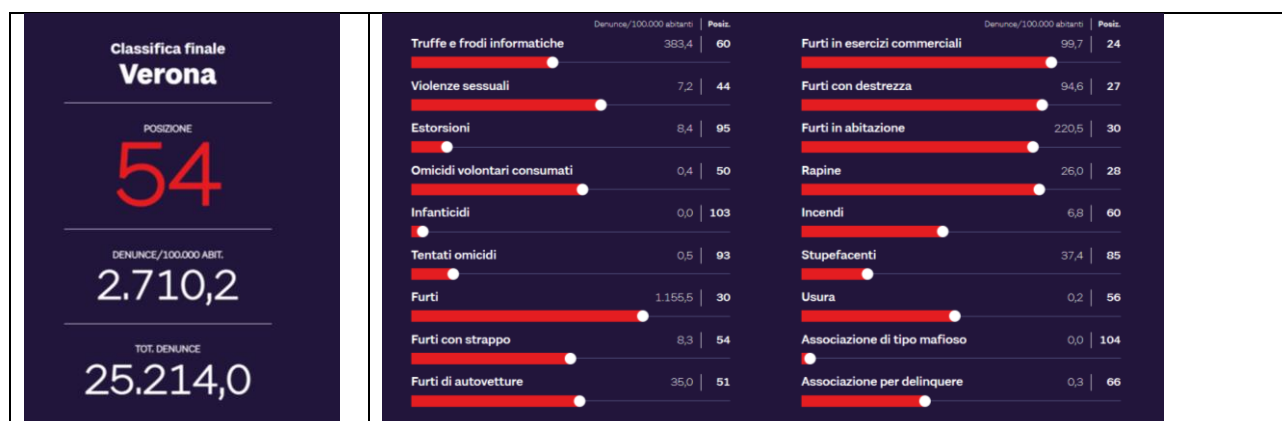 Classifica finale
Verona
POSIZIONE
54
DENUNCE/100.000 ABIT.
2.710,2
TOT. DENUNCE
25.214,0
Denunce/100.000 abitanti Posiz.
Truffe e frodi informatiche 383,4 60
Violenze sessuali 7,2 44
Estorsioni 8,4 95
Omicidi volontari consumati 0,4 50
Infanticidi 0,0 103
Tentati omicidi 0,5 93
Furti 1.155,5 30
Furti con strappo 8,3 54
Furti di autovetture 35,0 51
Denunce/100.000 abitanti Posiz.
Furti in esercizi commerciali 99,7 24
Furti con destrezza 94,6 27
Furti in abitazione 220,5 30
Rapine 26,0 28
Incendi 6,8 60
Stupefacenti 37,4 85
Usura 0,2 56
Associazione di tipo mafioso 0,0 104
Associazione per delinquere 0,3 66